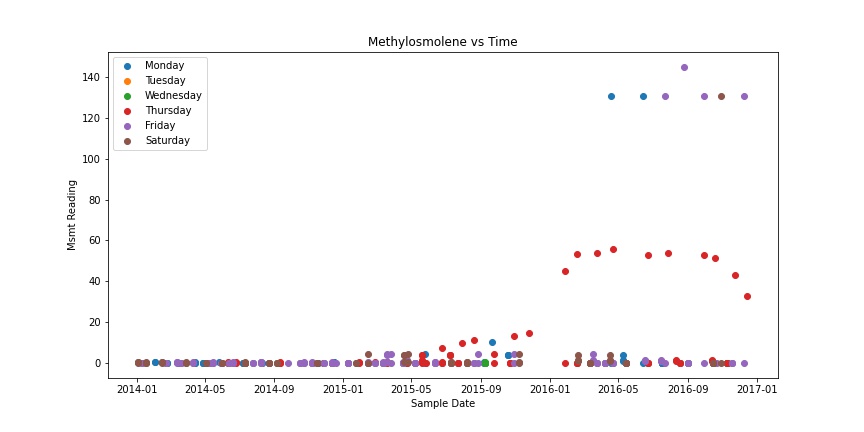 Methylosmolene vs Time
Monday
Tuesday
Wednesday
Thursday
Friday
Saturday
140
120
100
80
60
40
20
0
Msmt Reading
2014-01 2014-05 2014-09 2015-01 2015-05 2015-09 2016-01 2016-05 2016-09 2017-01
Sample Date